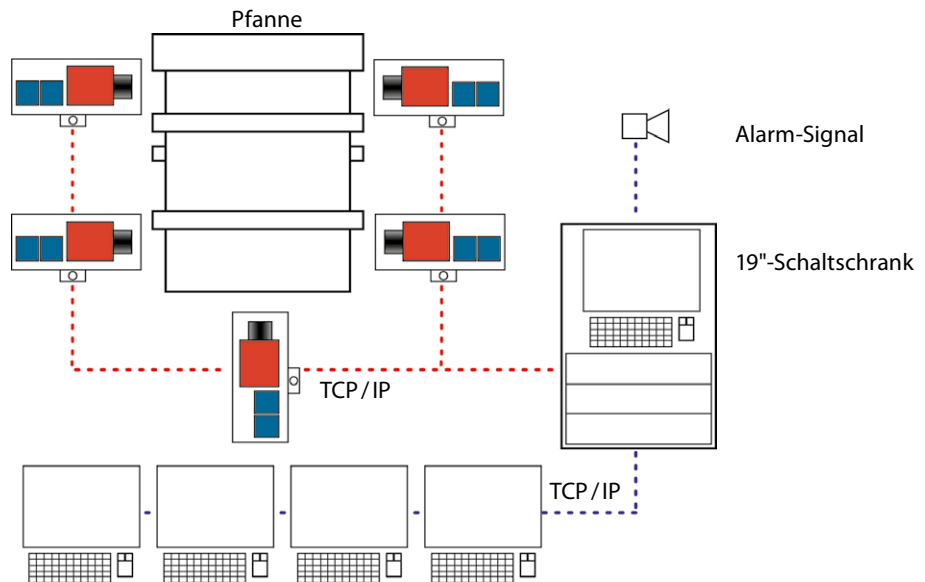 Pfanne
Alarm-Signal
19"-Schaltschrank
TCP / IP
TCP / IP